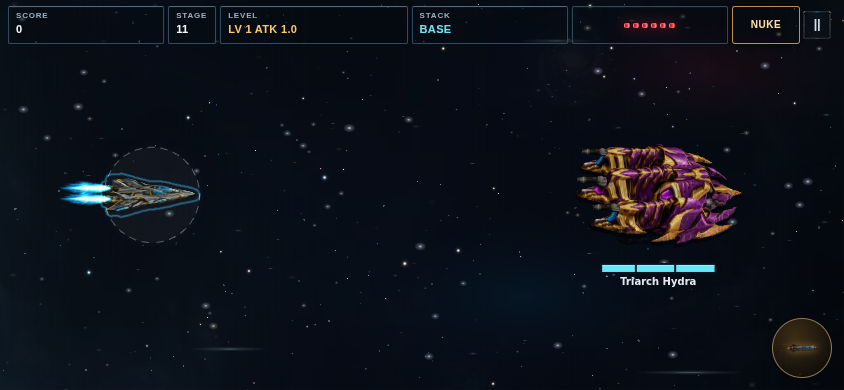 SCORE
0
STAGE
11
LEVEL
LV 1 ATK 1.0
STACK
BASE
NUKE
Triarch Hydra